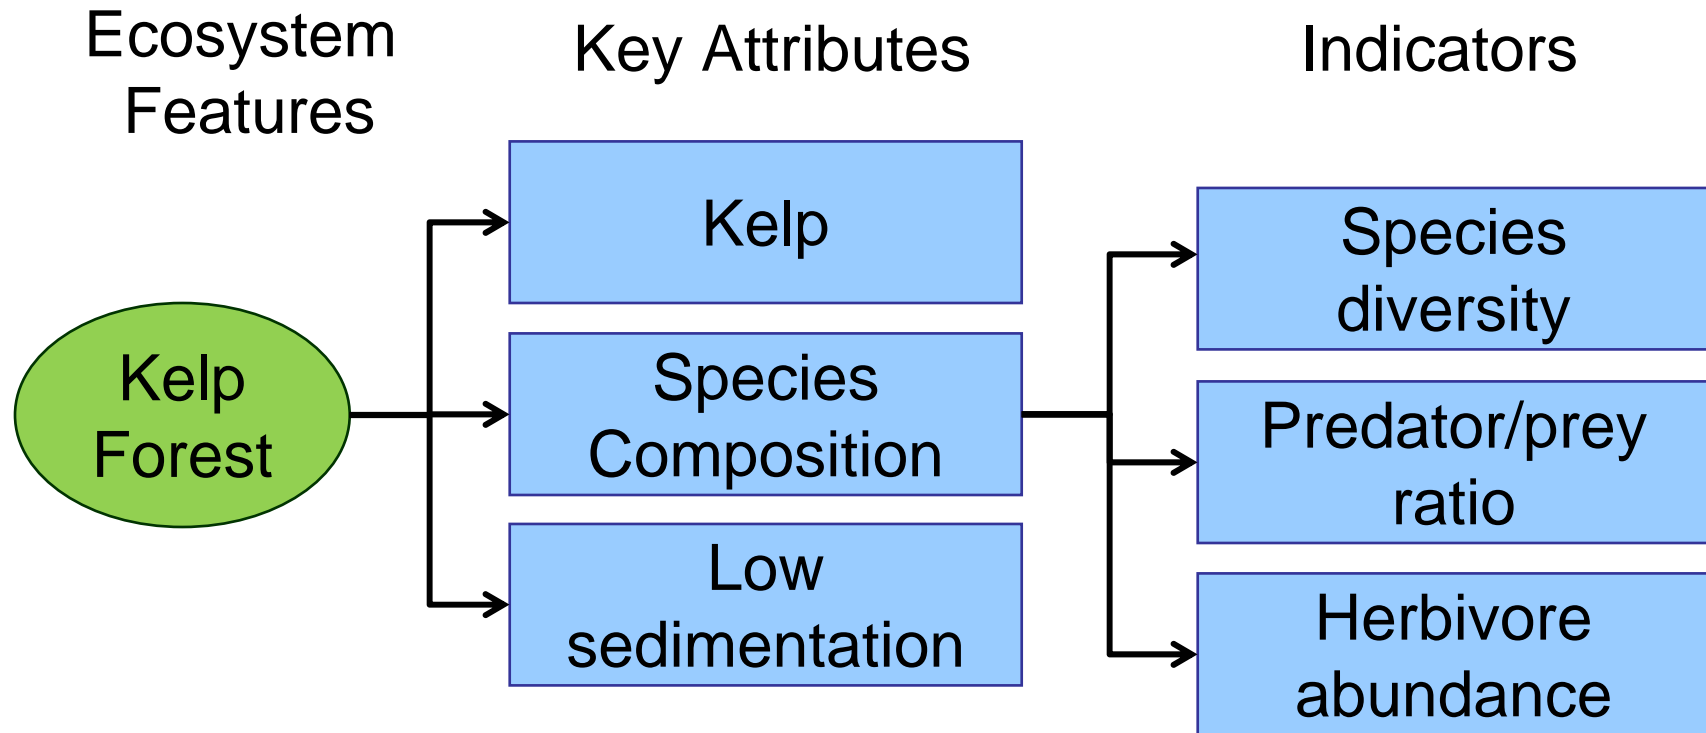 Ecosystem
Features
Key Attributes
Indicators
Kelp
Forest
Kelp
Species
Composition
Low
sedimentation
Species
diversity
Predator/prey
ratio
Herbivore
abundance